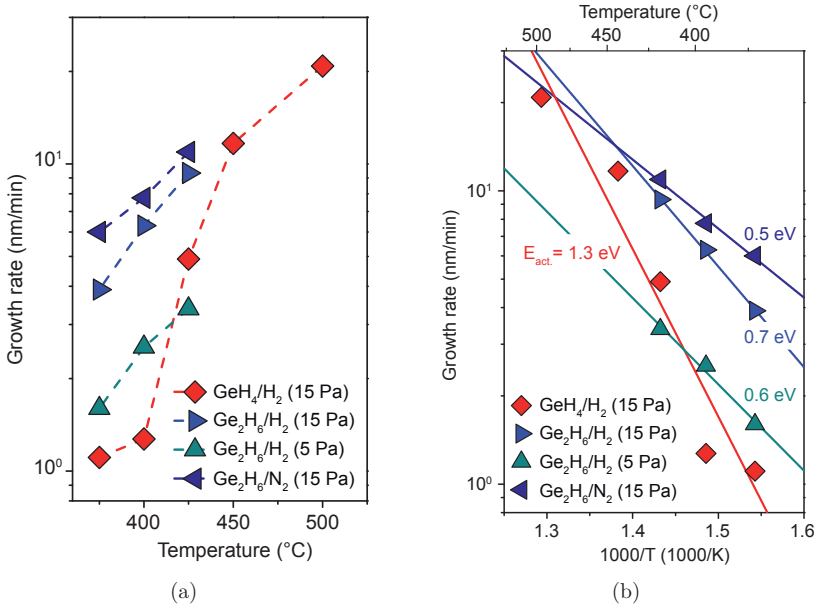 (a)
Growth rate (nm/min)
10¹
10⁰
GeH₄/H₂ (15 Pa)
Ge₂H₆/H₂ (15 Pa)
Ge₂H₆/H₂ (5 Pa)
Ge₂H₆/N₂ (15 Pa)
400 450 500
Temperature (°C)
(a)
(b)
Temperature (°C)
500 450 400
Growth rate (nm/min)
10¹
10⁰
E_act. = 1.3 eV
0.5 eV
0.7 eV
0.6 eV
GeH₄/H₂ (15 Pa)
Ge₂H₆/H₂ (15 Pa)
Ge₂H₆/H₂ (5 Pa)
Ge₂H₆/N₂ (15 Pa)
1.3 1.4 1.5 1.6
1000/T (1000/K)
(b)